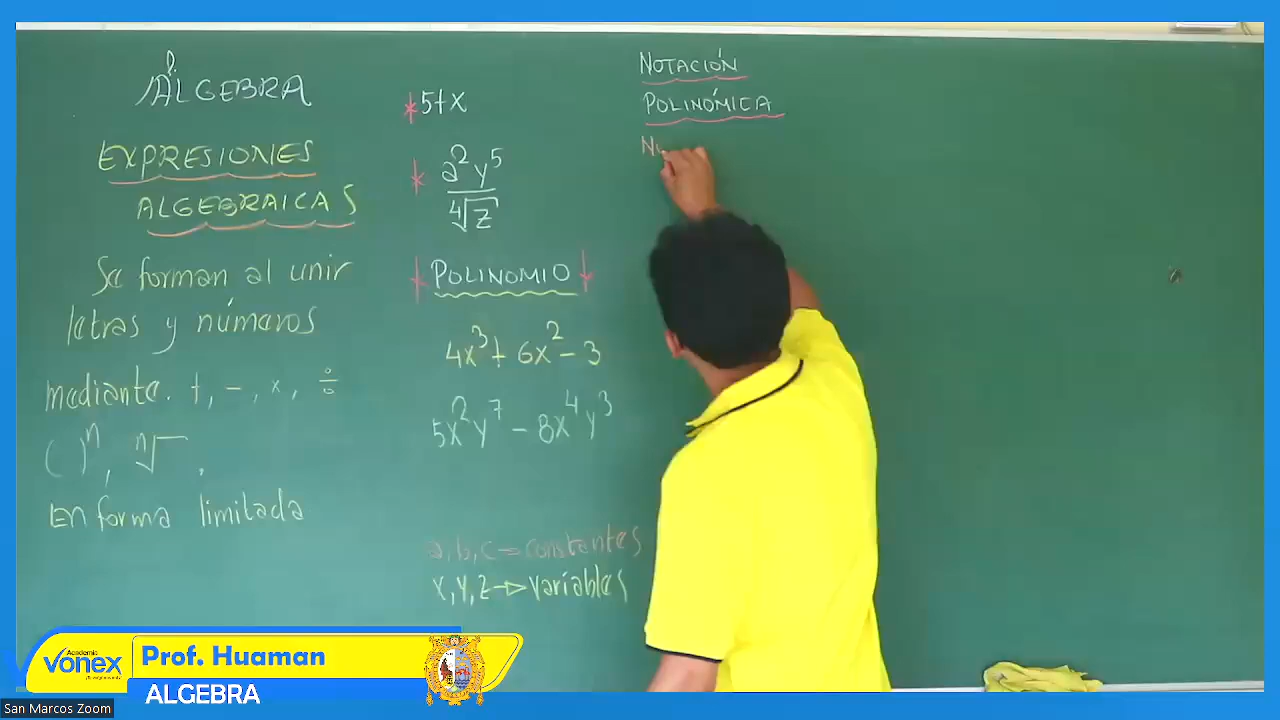 ÁLGEBRA
EXPRESIONES
ALGEBRAICAS
Se forman al unir
letras y números
mediante. +, -, x, ÷
( )ⁿ, ⁿ√ ,
En forma limitada
* 5+x
* a²y⁵
⁴√z
POLINOMIO
4x³ + 6x² - 3
5x²y⁷ - 8x⁴y³
a, b, c → constantes
x, y, z → variables
NOTACIÓN
POLINÓMICA
Academia
Vonex
Prof. Huaman
ALGEBRA
San Marcos Zoom